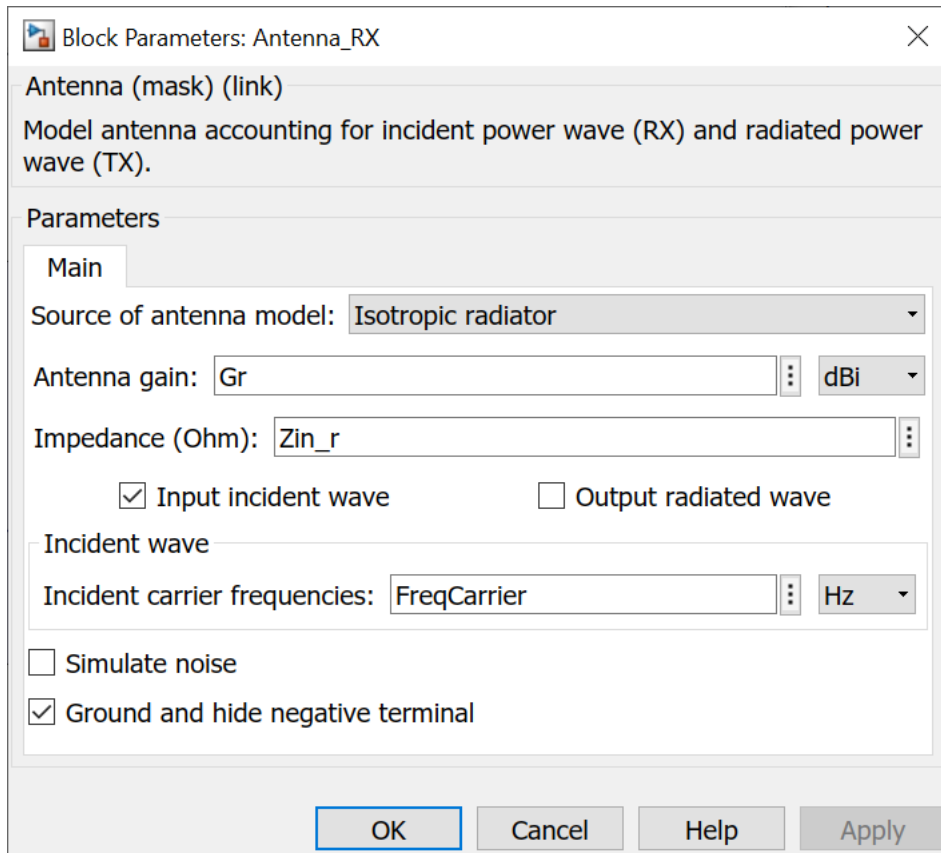 Block Parameters: Antenna_RX
Antenna (mask) (link)
Model antenna accounting for incident power wave (RX) and radiated power
wave (TX).
Parameters
Main
Source of antenna model: Isotropic radiator
Antenna gain: Gr dBi
Impedance (Ohm): Zin_r
Input incident wave Output radiated wave
Incident wave
Incident carrier frequencies: FreqCarrier Hz
Simulate noise
Ground and hide negative terminal
OK Cancel Help Apply